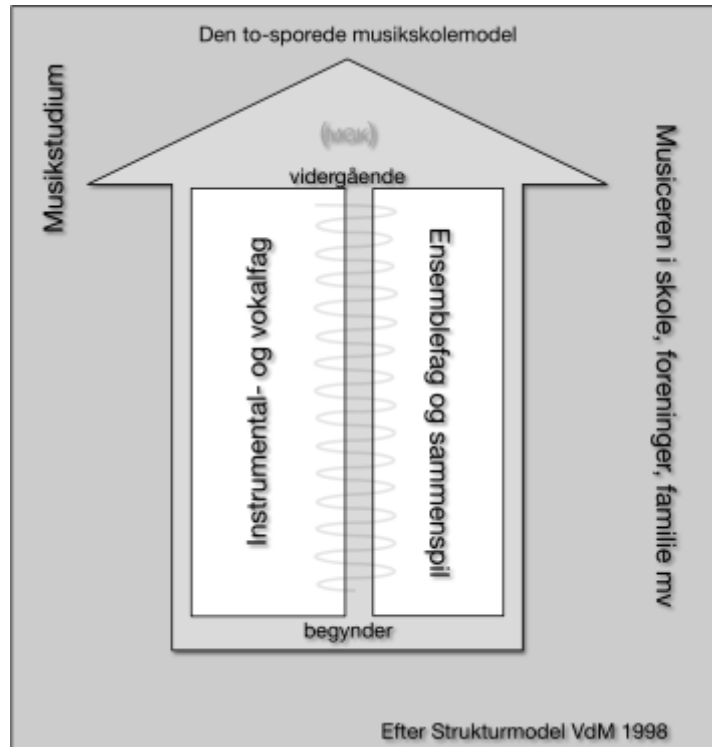 Den to-sporede musikskolemodel
Musikstudium
(MGK)
vidergående
Instrumental- og vokalfag
Ensemblefag og sammenspil
Musiceren i skole, foreninger, familie mv
begynder
Efter Strukturmodel VdM 1998